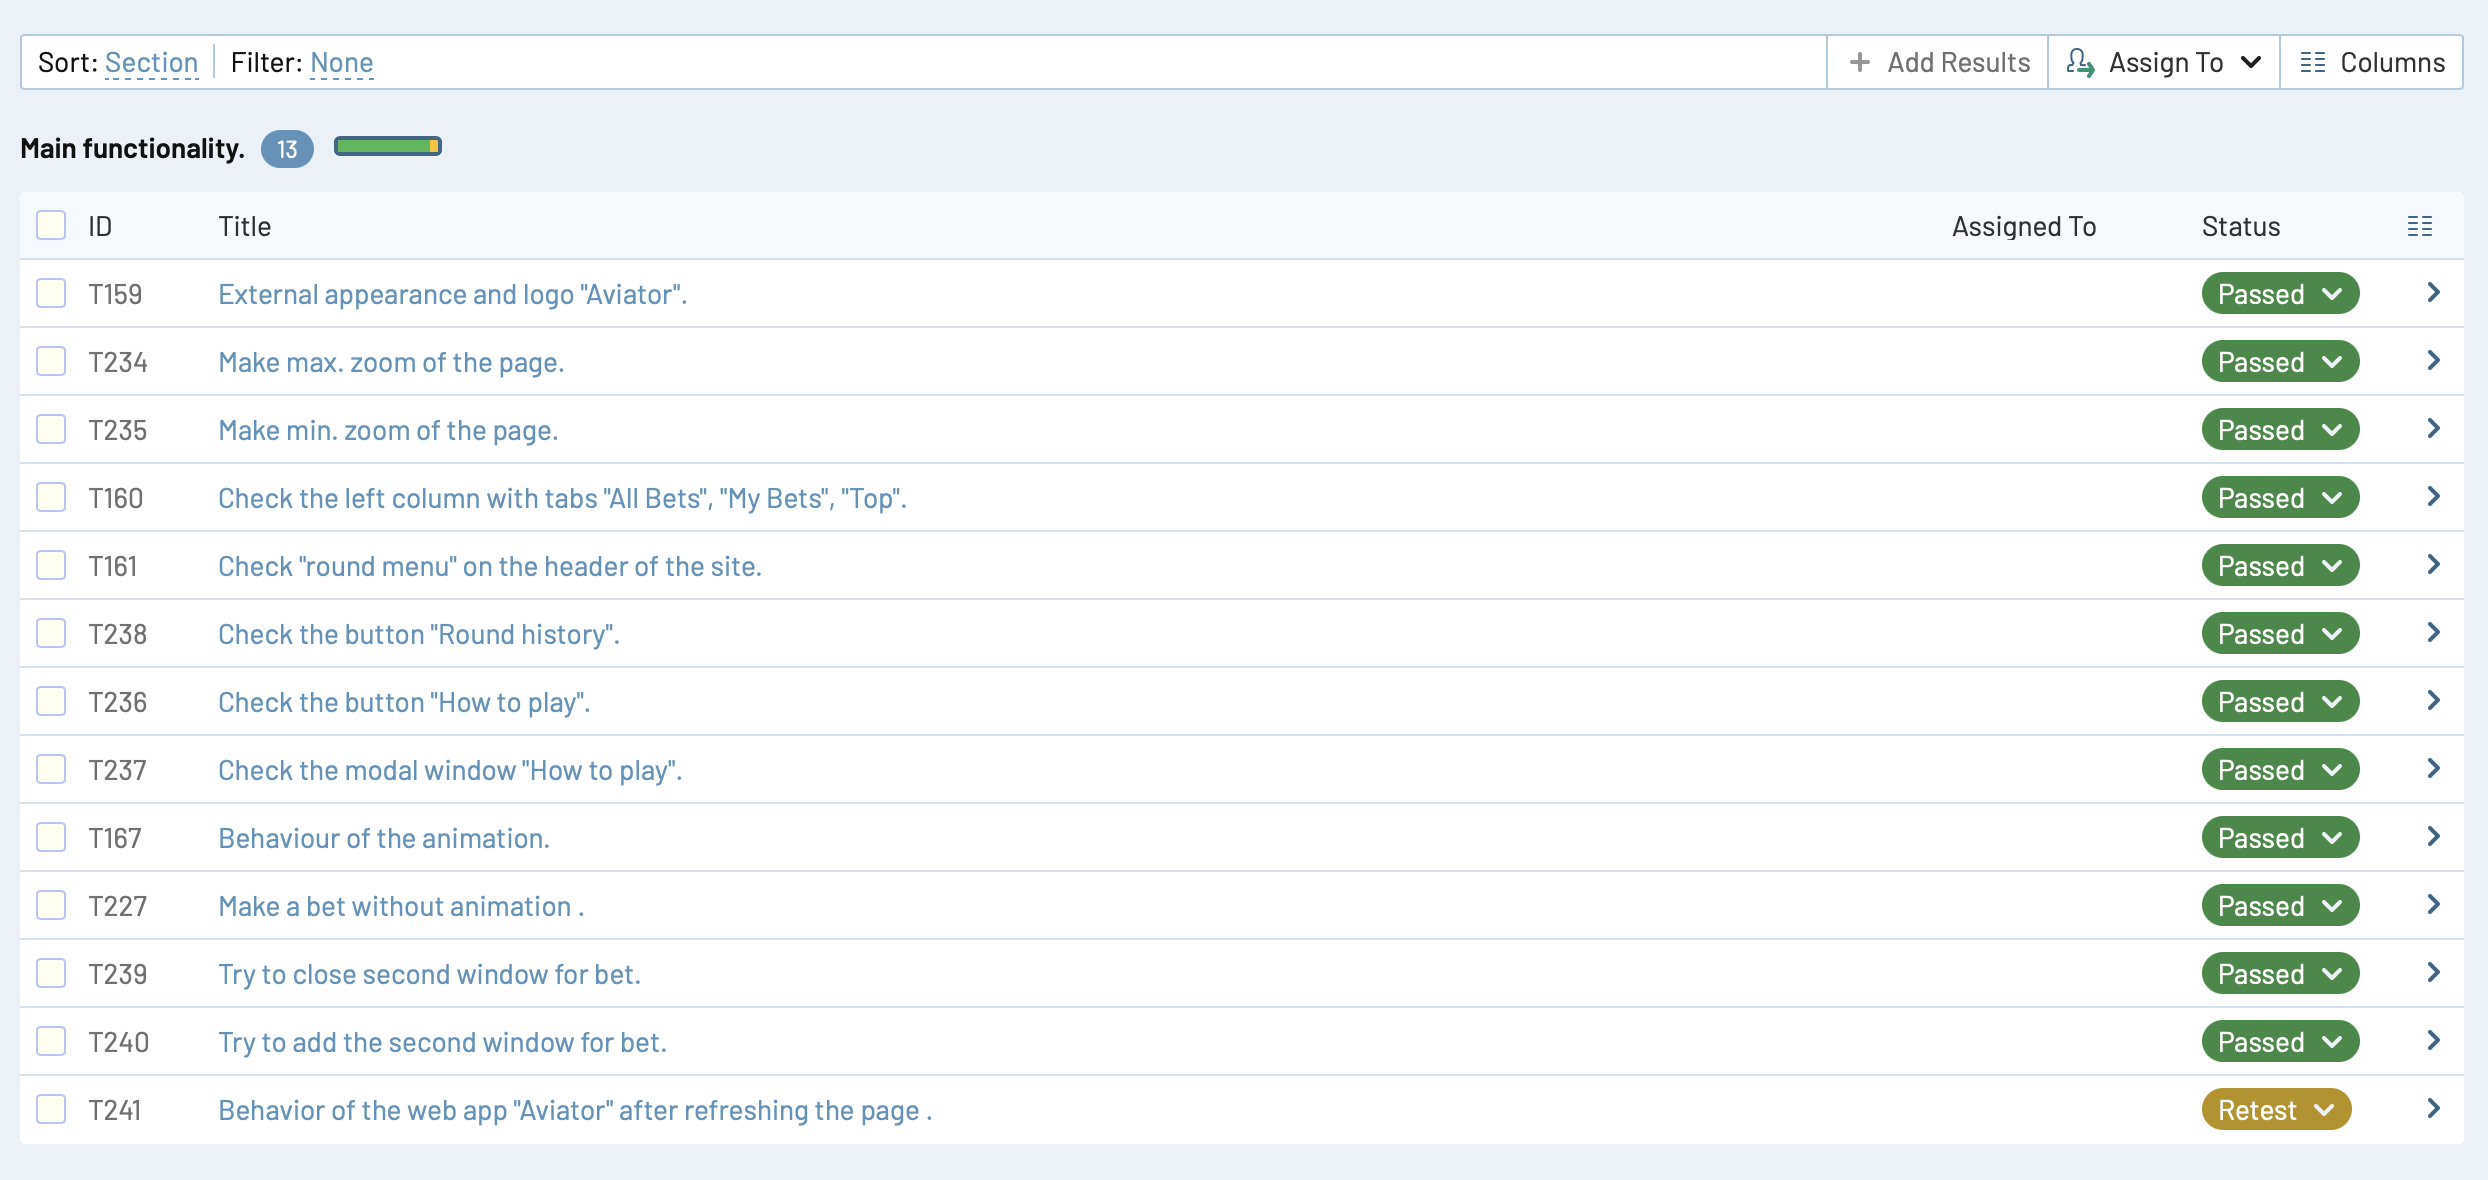 Sort: Section Filter: None Add Results Assign To Columns
Main functionality. 13
ID Title Assigned To Status
T159 External appearance and logo "Aviator". Passed
T234 Make max. zoom of the page. Passed
T235 Make min. zoom of the page. Passed
T160 Check the left column with tabs "All Bets", "My Bets", "Top". Passed
T161 Check "round menu" on the header of the site. Passed
T238 Check the button "Round history". Passed
T236 Check the button "How to play". Passed
T237 Check the modal window "How to play". Passed
T167 Behaviour of the animation. Passed
T227 Make a bet without animation . Passed
T239 Try to close second window for bet. Passed
T240 Try to add the second window for bet. Passed
T241 Behavior of the web app "Aviator" after refreshing the page . Retest